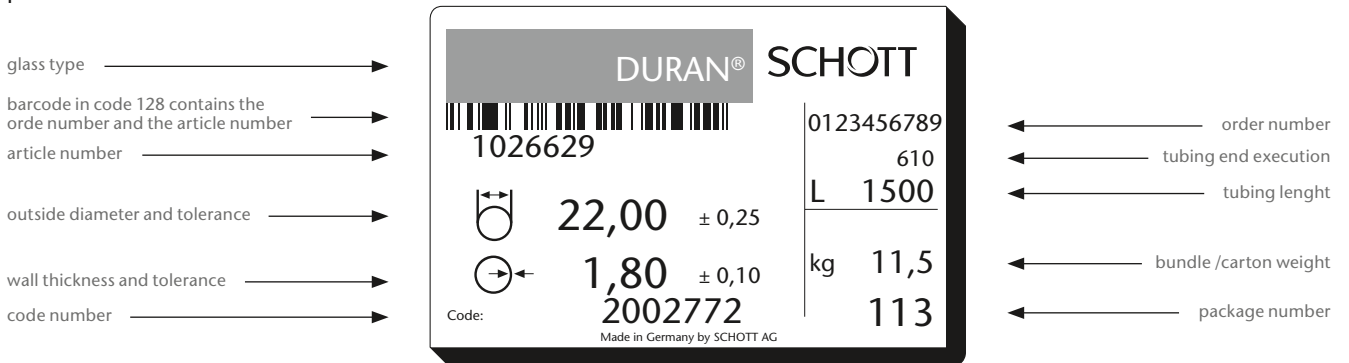 glass type
barcode in code 128 contains the
orde number and the article number
article number
outside diameter and tolerance
wall thickness and tolerance
code number
DURAN® SCHOTT
1026629
22,00 ± 0,25
1,80 ± 0,10
Code: 2002772
Made in Germany by SCHOTT AG
0123456789
610
L 1500
kg 11,5
113
order number
tubing end execution
tubing lenght
bundle /carton weight
package number